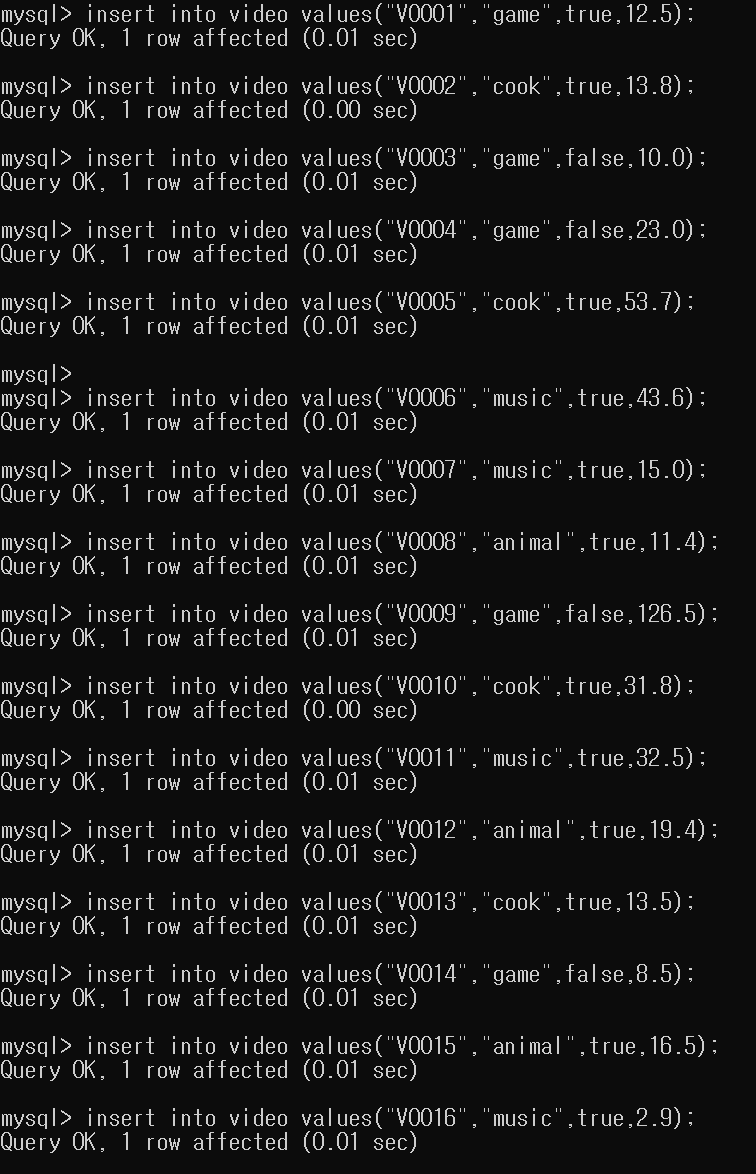 mysql> insert into video values("V0001","game",true,12.5);
Query OK, 1 row affected (0.01 sec)
mysql> insert into video values("V0002","cook",true,13.8);
Query OK, 1 row affected (0.00 sec)
mysql> insert into video values("V0003","game",false,10.0);
Query OK, 1 row affected (0.01 sec)
mysql> insert into video values("V0004","game",false,23.0);
Query OK, 1 row affected (0.01 sec)
mysql> insert into video values("V0005","cook",true,53.7);
Query OK, 1 row affected (0.01 sec)
mysql>
mysql> insert into video values("V0006","music",true,43.6);
Query OK, 1 row affected (0.01 sec)
mysql> insert into video values("V0007","music",true,15.0);
Query OK, 1 row affected (0.01 sec)
mysql> insert into video values("V0008","animal",true,11.4);
Query OK, 1 row affected (0.01 sec)
mysql> insert into video values("V0009","game",false,126.5);
Query OK, 1 row affected (0.01 sec)
mysql> insert into video values("V0010","cook",true,31.8);
Query OK, 1 row affected (0.00 sec)
mysql> insert into video values("V0011","music",true,32.5);
Query OK, 1 row affected (0.01 sec)
mysql> insert into video values("V0012","animal",true,19.4);
Query OK, 1 row affected (0.01 sec)
mysql> insert into video values("V0013","cook",true,13.5);
Query OK, 1 row affected (0.01 sec)
mysql> insert into video values("V0014","game",false,8.5);
Query OK, 1 row affected (0.01 sec)
mysql> insert into video values("V0015","animal",true,16.5);
Query OK, 1 row affected (0.01 sec)
mysql> insert into video values("V0016","music",true,2.9);
Query OK, 1 row affected (0.01 sec)